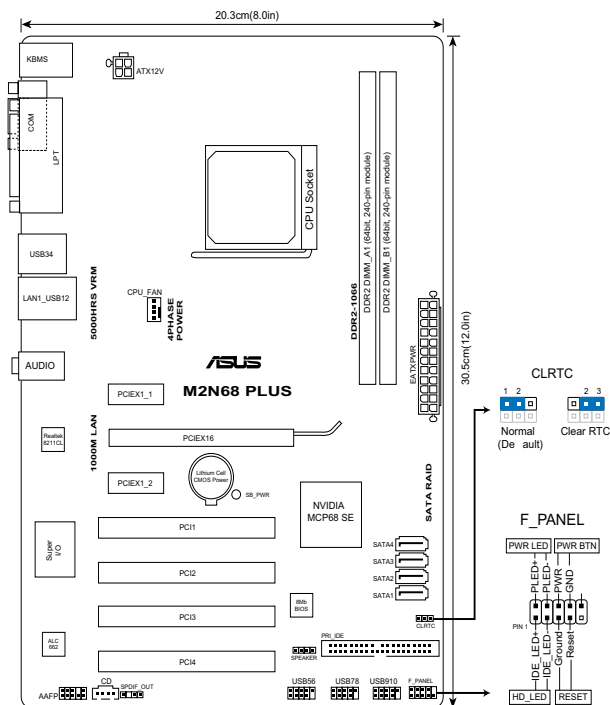 20.3cm(8.0in)
KBMS
ATX12V
COM
LPT
CPU Socket
DDR2 DIMM_A1 (64bit, 240-pin module)
DDR2 DIMM_B1 (64bit, 240-pin module)
USB34
LAN1_USB12
5000HRS VRM
CPU_FAN
4PHASE
POWER
DDR2-1066
EATXPWR
30.5cm(12.0in)
AUDIO
ASUS
M2N68 PLUS
PCIEX1_1
CLRTC
1 2
2 3
Normal
(De ault)
Clear RTC
Realtek
8211CL
1000M LAN
PCIEX16
PCIEX1_2
Lithium Cell
CMOS Power
SB_PWR
NVIDIA
MCP68 SE
SATA RAID
Super
I/O
PCI1
SATA4
SATA3
SATA2
SATA1
PCI2
8Mb
BIOS
CLRTC
PCI3
ALC
662
PRI_IDE
SPEAKER
PCI4
AAFP
CD
SPDIF_OUT
USB56
USB78
USB910
F_PANEL
F_PANEL
PWR LED
PWR BTN
PLED+
PLED-
PWR
GND
PIN 1
IDE_LED+
IDE_LED-
Ground
Reset
HD_LED
RESET